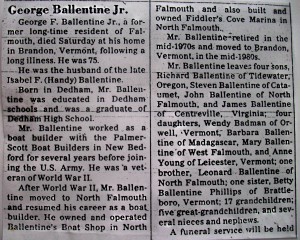 George Ballentine Jr.
George F. Ballentine Jr., a for-
mer long-time resident of Fal-
mouth, died Saturday at his home
in Brandon, Vermont, following
a long illness. He was 75.
He was the husband of the late
Isabel F. (Handy) Ballentine.
Born in Dedham, Mr. Ballen-
tine was educated in Dedham
schools and was a graduate of
Dedham High School.
Mr. Ballentine worked as a
boat builder with the Palmer-
Scott Boat Builders in New Bed-
ford for several years before join-
ing the U.S. Army. He was a vet-
eran of World War II.
After World War II, Mr. Ballen-
tine moved to North Falmouth
and resumed his career as a boat
builder. He owned and operated
Ballentine's Boat Shop in North
Falmouth and also built and
owned Fiddler's Cove Marina in
North Falmouth.
Mr. Ballentine retired in the
mid-1970s and moved to Brandon,
Vermont, in the mid-1980s.
Mr. Ballentine leaves four sons,
Richard Ballentine of Tidewater,
Oregon, Steven Ballentine of Cata-
umet, John Ballentine of North
Falmouth, and James Ballentine
of Centreville, Virginia; four
daughters, Wendy Badman of Or-
well, Vermont, Barbara Ballen-
tine of Madagascar, Mary Ballen-
tine of West Falmouth, and Anne
Young of Leicester, Vermont; one
brother, Leonard Ballentine of
North Falmouth; one sister, Betty
Ballentine Phillips of Brattle-
boro, Vermont; 17 grandchildren;
five great-grandchildren, and sev-
eral nieces and nephews.
A funeral service will be held